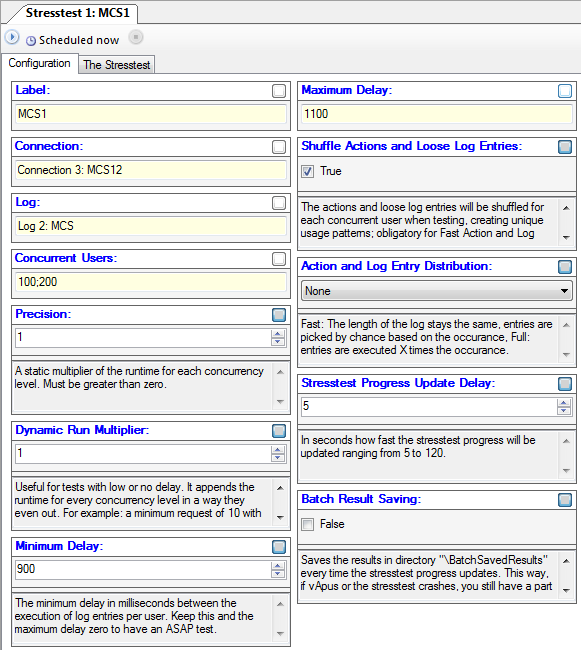 Stresstest 1: MCS1
Scheduled now
Configuration
The Stresstest
Label:
MCS1
Connection:
Connection 3: MCS12
Log:
Log 2: MCS
Concurrent Users:
100;200
Precision:
1
A static multiplier of the runtime for each concurrency
level. Must be greater than zero.
Dynamic Run Multiplier:
1
Useful for tests with low or no delay. It appends the
runtime for every concurrency level in a way they
even out. For example: a minimum request of 10 with
Minimum Delay:
900
The minimum delay in milliseconds between the
execution of log entries per user. Keep this and the
maximum delay zero to have an ASAP test.
Maximum Delay:
1100
Shuffle Actions and Loose Log Entries:
True
The actions and loose log entries will be shuffled for
each concurrent user when testing, creating unique
usage patterns; obligatory for Fast Action and Log
Action and Log Entry Distribution:
None
Fast: The length of the log stays the same, entries are
picked by chance based on the occurance, Full:
entries are executed X times the occurance.
Stresstest Progress Update Delay:
5
In seconds how fast the stresstest progress will be
updated ranging from 5 to 120.
Batch Result Saving:
False
Saves the results in directory "\BatchSavedResults"
every time the stresstest progress updates. This way,
if vApus or the stresstest crashes, you still have a part